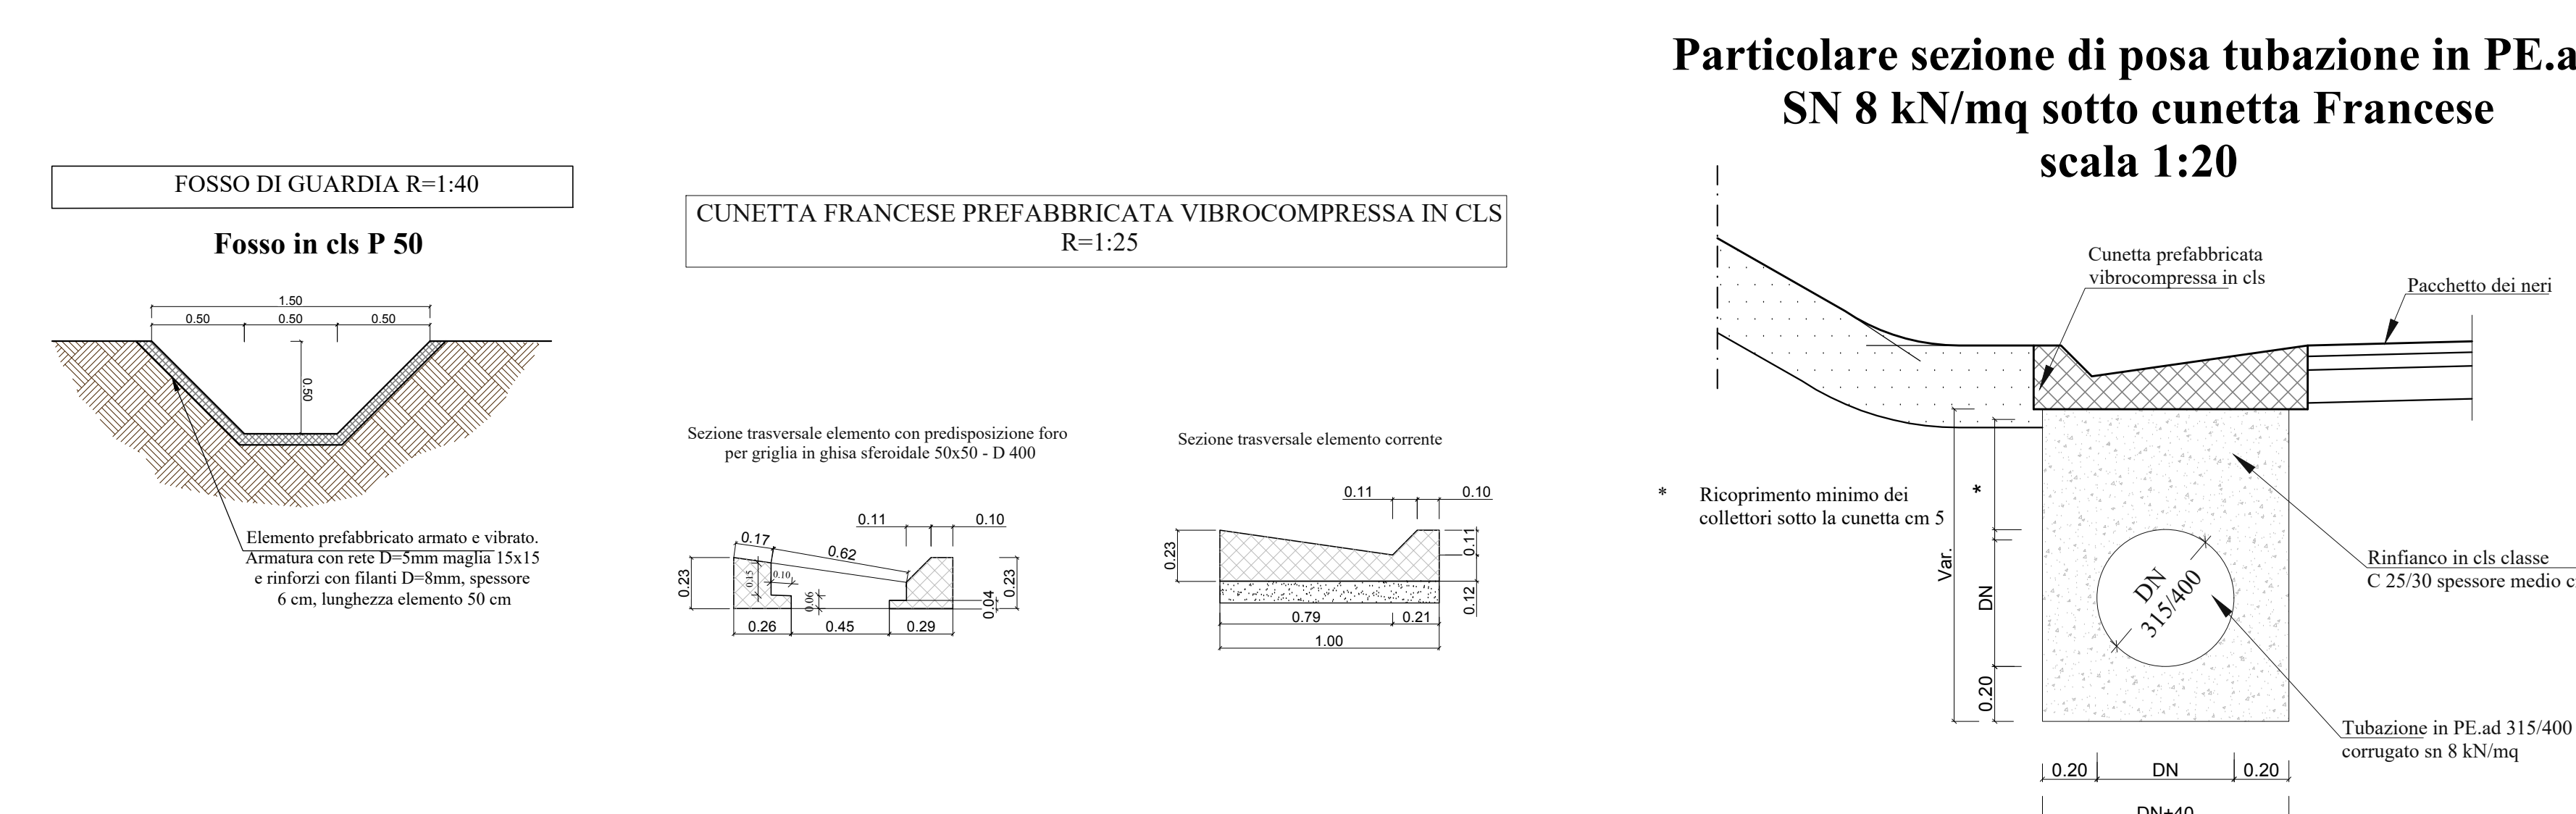 FOSSO DI GUARDIA R=1:40
Fosso in cls P 50
1.50
0.50
0.50
0.50
0.50
Elemento prefabbricato armato e vibrato.
Armatura con rete D=5mm maglia 15x15
e rinforzi con filanti D=8mm, spessore
6 cm, lunghezza elemento 50 cm
CUNETTA FRANCESE PREFABBRICATA VIBROCOMPRESSA IN CLS
R=1:25
Sezione trasversale elemento con predisposizione foro
per griglia in ghisa sferoidale 50x50 - D 400
0.11
0.10
0.17
0.62
0.23
0.15
0.10
0.06
0.04
0.23
0.26
0.45
0.29
Sezione trasversale elemento corrente
0.11
0.10
0.23
0.11
0.12
0.79
0.21
1.00
Particolare sezione di posa tubazione in PE.a
SN 8 kN/mq sotto cunetta Francese
scala 1:20
Cunetta prefabbricata
vibrocompressa in cls
Pacchetto dei neri
* Ricoprimento minimo dei
collettori sotto la cunetta cm 5
Var.
*
DN
0.20
DN
315/400
Rinfianco in cls classe
C 25/30 spessore medio c
Tubazione in PE.ad 315/400
corrugato sn 8 kN/mq
0.20
DN
0.20
DN+40